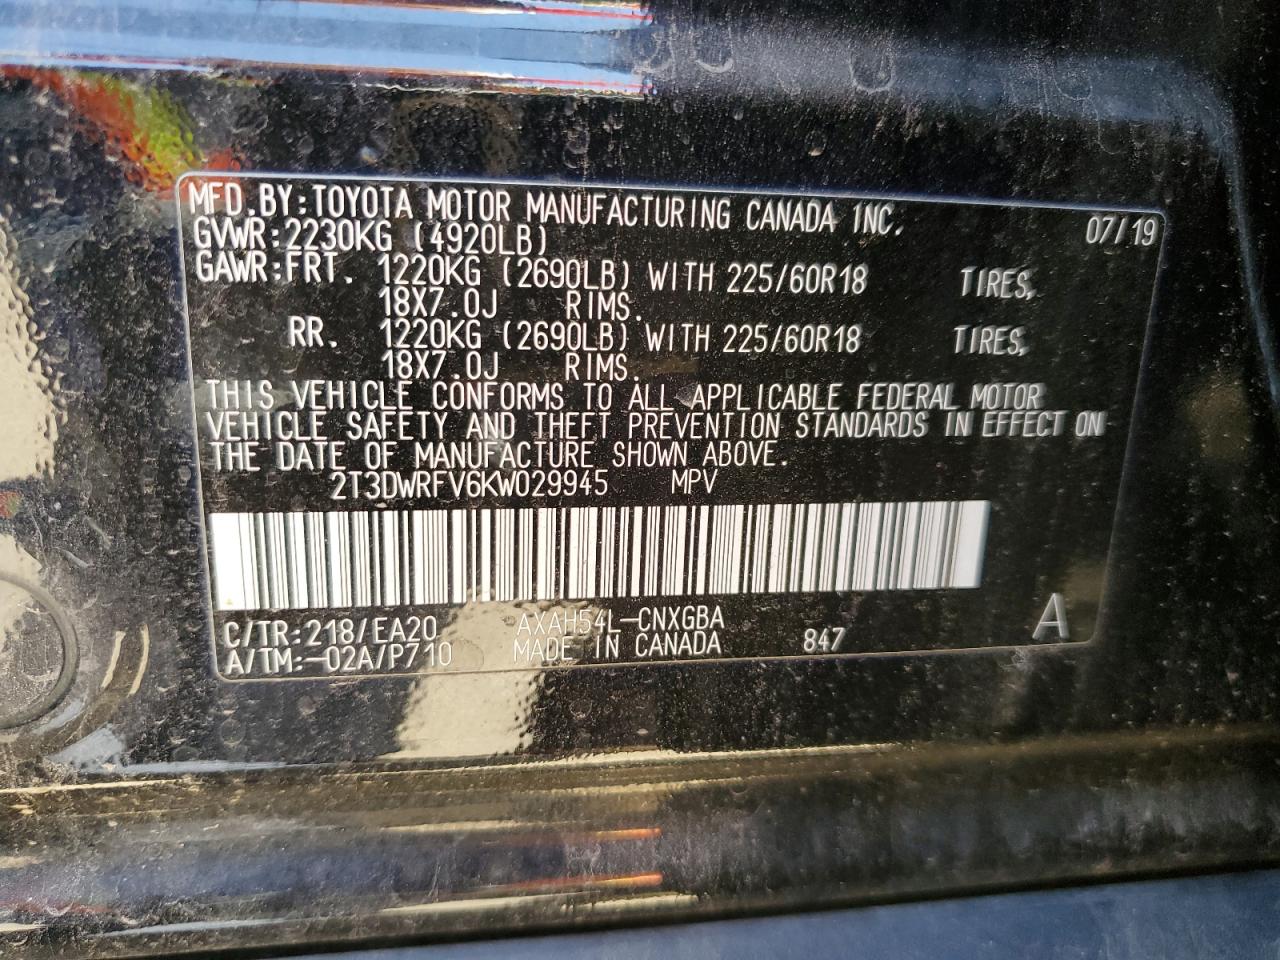 MFD.BY:TOYOTA MOTOR MANUFACTURING CANADA INC. 07/19
GVWR:2230KG (4920LB)
GAWR:FRT. 1220KG (2690LB) WITH 225/60R18 TIRES,
18X7.0J RIMS.
RR. 1220KG (2690LB) WITH 225/60R18 TIRES,
18X7.0J RIMS.
THIS VEHICLE CONFORMS TO ALL APPLICABLE FEDERAL MOTOR
VEHICLE SAFETY AND THEFT PREVENTION STANDARDS IN EFFECT ON
THE DATE OF MANUFACTURE SHOWN ABOVE.
2T3DWRFV6KW029945 MPV
C/TR:218/EA20 AXAH54L-CNXGBA
A/TM:-02A/P710 MADE IN CANADA 847 A